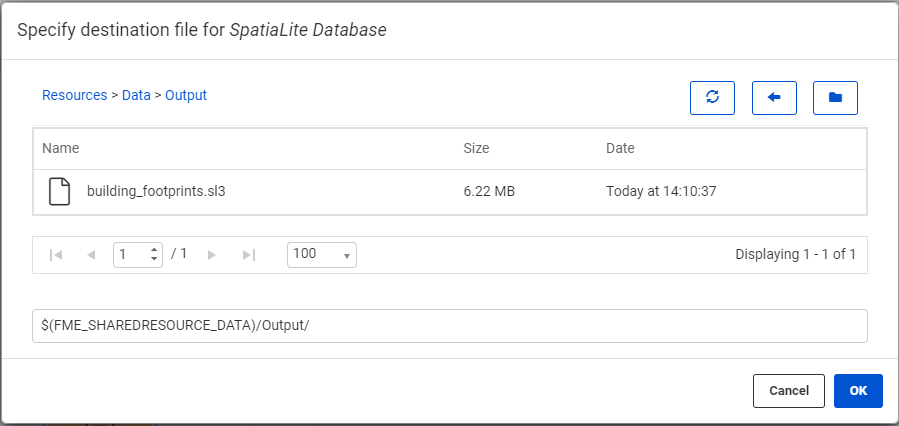 Specify destination file for SpatiaLite Database
Resources > Data > Output
Name Size Date
building_footprints.sl3 6.22 MB Today at 14:10:37
1 / 1 100 Displaying 1 - 1 of 1
$(FME_SHAREDRESOURCE_DATA)/Output/
Cancel OK